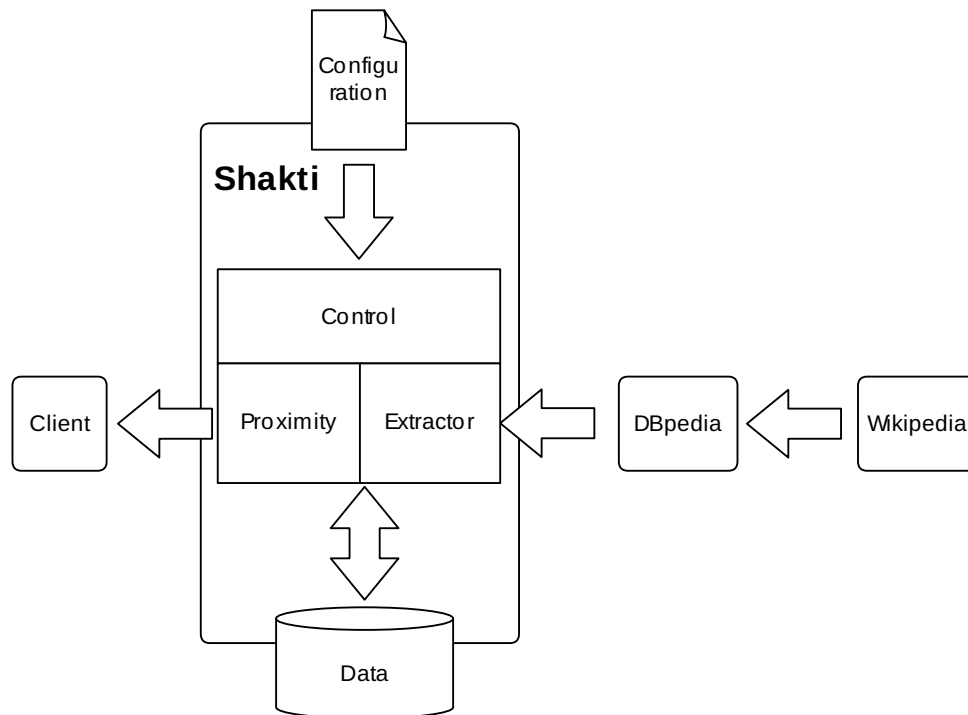 Configu
ration
Shakti
Control
Client
Proximity
Extractor
DBpedia
Wikipedia
Data